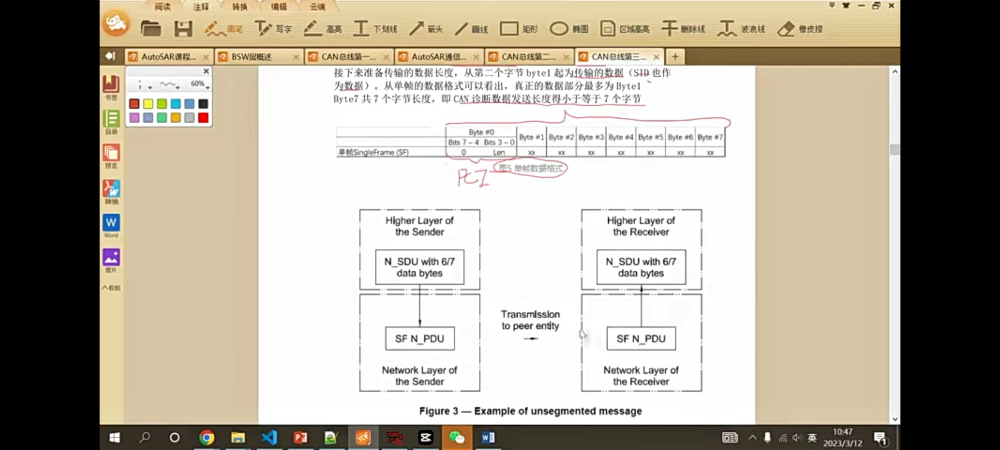 阅读 注释 转换 编辑 云端
画笔 写字 高亮 下划线 箭头 画线 矩形 椭圆 区域高亮 删除线 波浪线 橡皮擦
AutoSAR课程... BSW层概述 CAN总线第一... AutoSAR通信... CAN总线第二... CAN总线第三...
60%
书签
目录
预览
转换
Word
图片
收起
接下来准备传输的数据长度，从第二个字节 byte1 起为传输的数据（SID 也作
为数据）。从单帧的数据格式可以看出，真正的数据部分最多为 Byte1 ~
Byte7 共 7 个字节长度，即 CAN 诊断数据发送长度得小于等于 7 个字节
Byte #0 Byte #1 Byte #2 Byte #3 Byte #4 Byte #5 Byte #6 Byte #7
Bits 7 – 4 Bits 3 – 0
单帧SingleFrame (SF) 0 Len xx xx xx xx xx xx xx
图5 单帧数据格式
PCI
Higher Layer of
the Sender
N_SDU with 6/7
data bytes
SF N_PDU
Network Layer of
the Sender
Transmission
to peer entity
Higher Layer of
the Receiver
N_SDU with 6/7
data bytes
SF N_PDU
Network Layer of
the Receiver
Figure 3 — Example of unsegmented message
英
10:47
2023/3/12